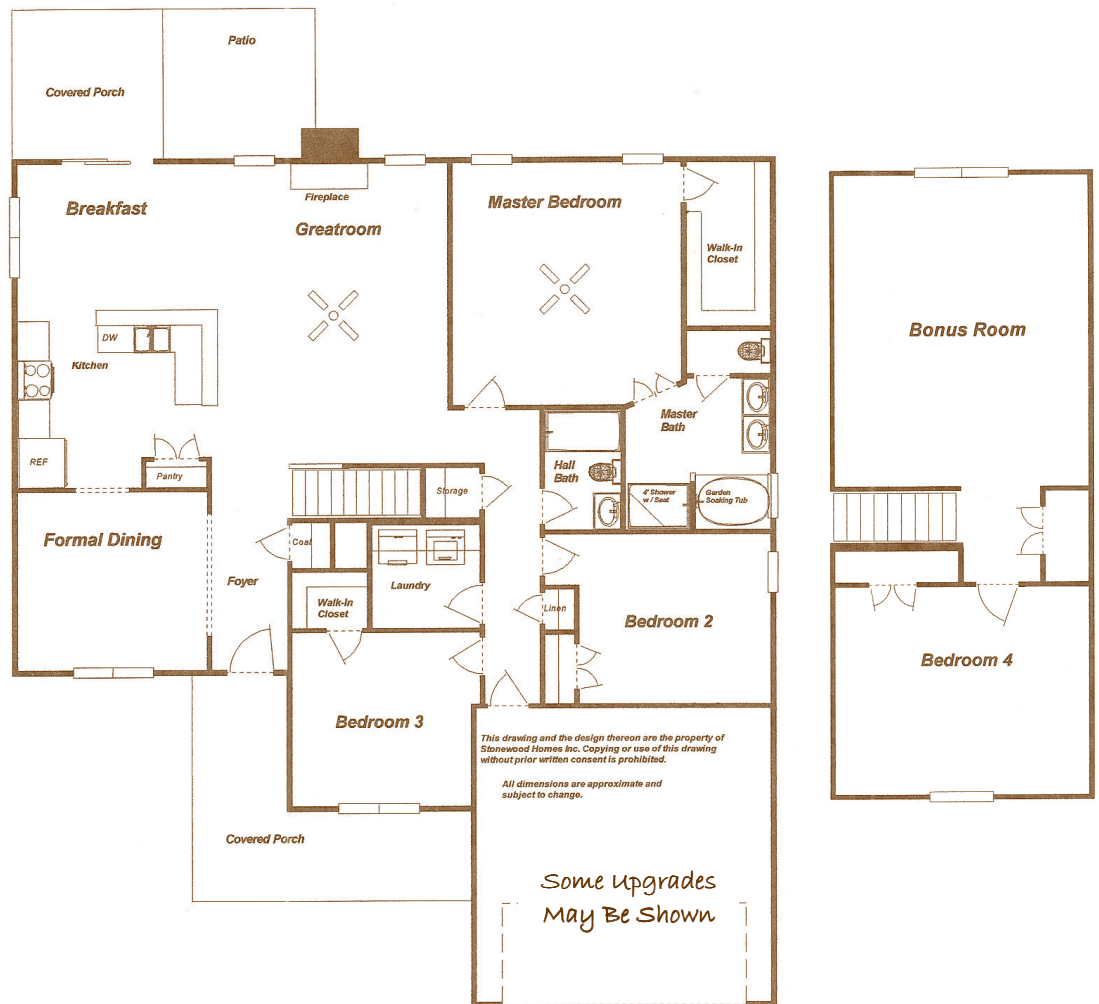 Patio
Covered Porch
Fireplace
Breakfast
Greatroom
Master Bedroom
Walk-In
Closet
Bonus Room
DW
Kitchen
Master
Bath
REF
Pantry
Storage
Hall
Bath
4' Shower
w / Seat
Garden
Soaking Tub
Formal Dining
Coat
Foyer
Laundry
Walk-In
Closet
Linen
Bedroom 2
Bedroom 4
Bedroom 3
This drawing and the design thereon are the property of
Stonewood Homes Inc. Copying or use of this drawing
without prior written consent is prohibited.
All dimensions are approximate and
subject to change.
Covered Porch
Some Upgrades
May Be Shown